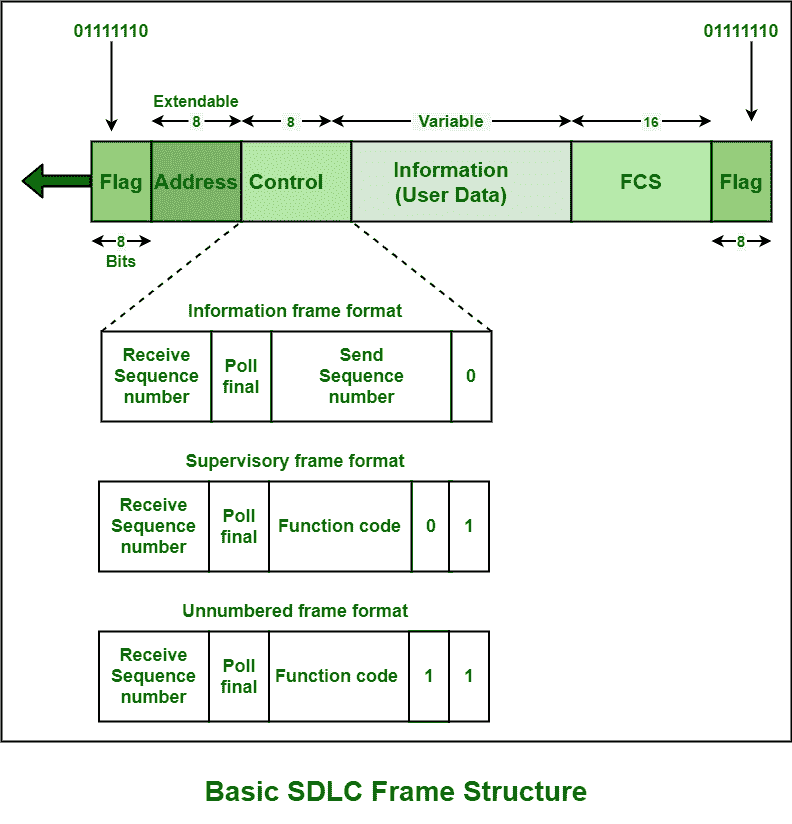 01111110 01111110
Extendable
8 8 Variable 16
Flag Address Control Information
(User Data) FCS Flag
8
Bits
8
Information frame format
Receive
Sequence
number
Poll
final
Send
Sequence
number
0
Supervisory frame format
Receive
Sequence
number
Poll
final
Function code
0
1
Unnumbered frame format
Receive
Sequence
number
Poll
final
Function code
1
1
Basic SDLC Frame Structure